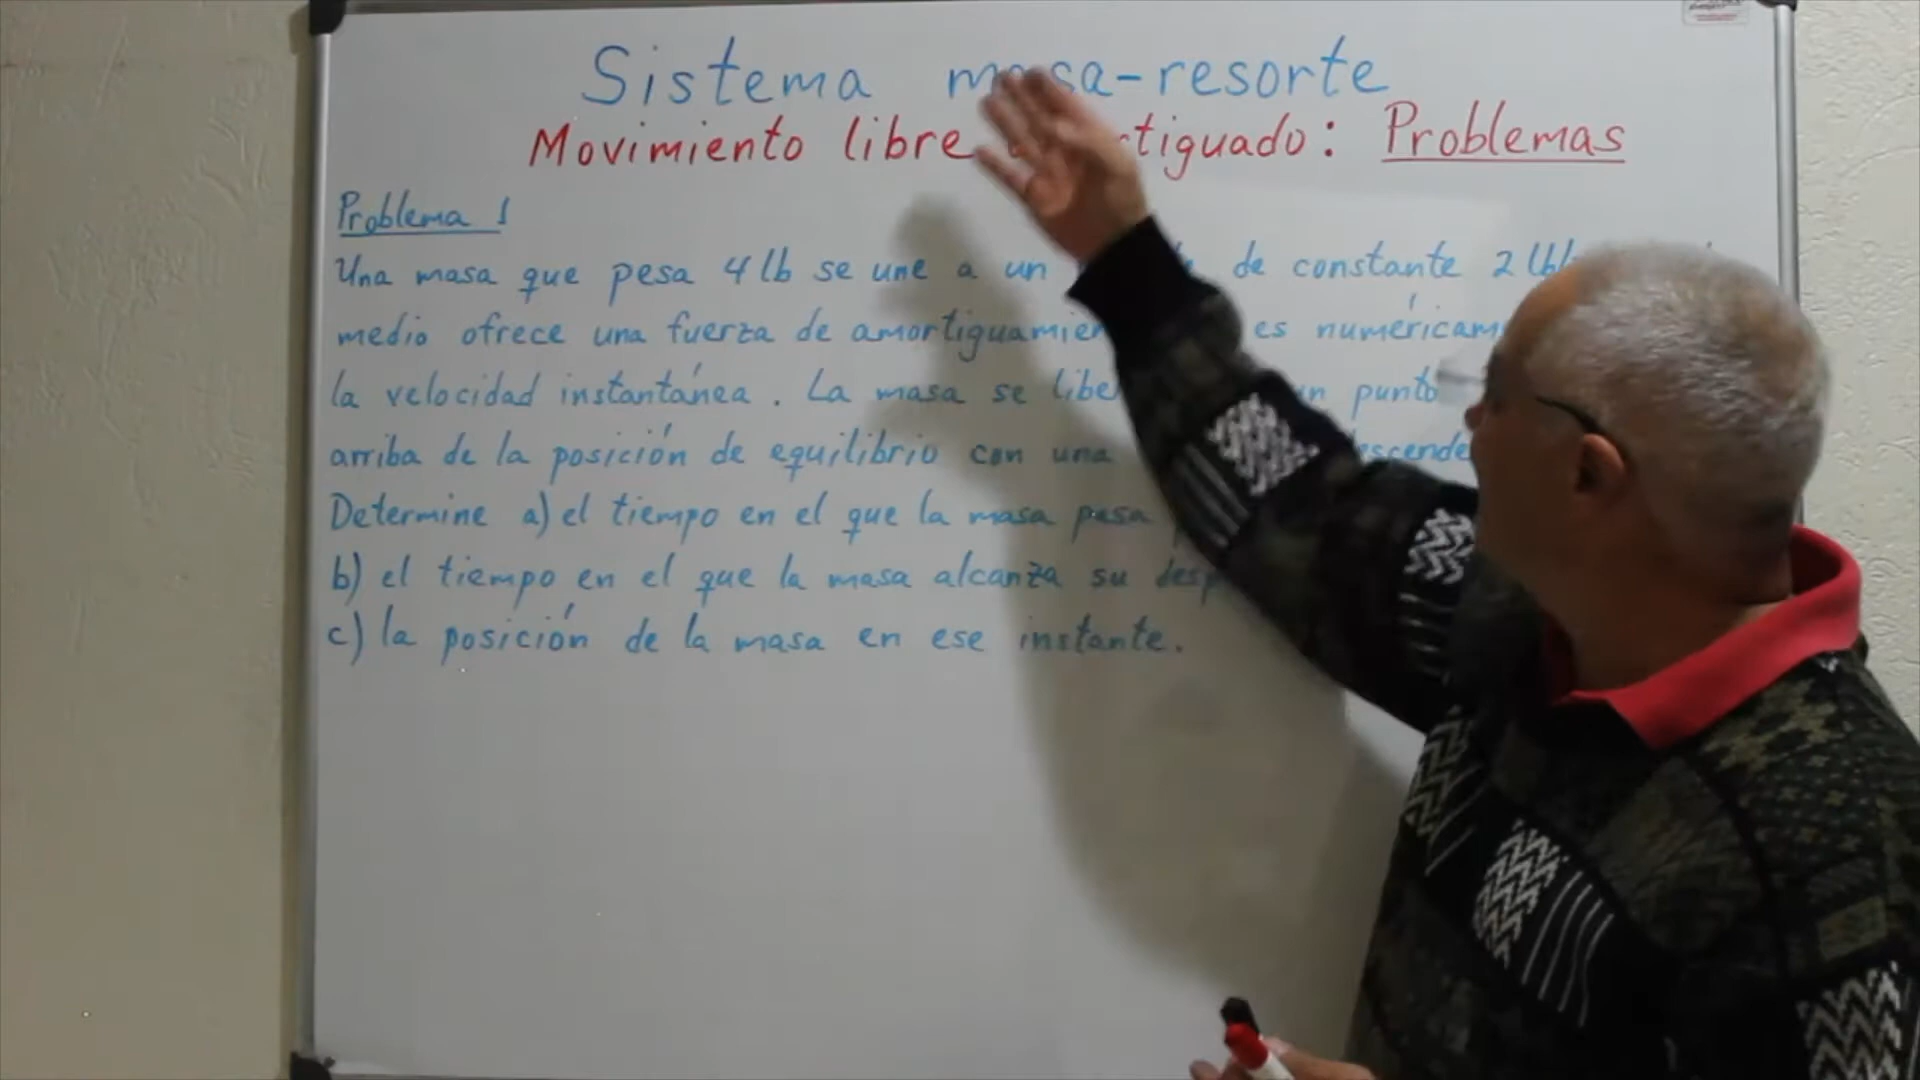 Sistema masa-resorte
Movimiento libre amortiguado: Problemas
Problema 1
Una masa que pesa 4 lb se une a un de constante 2 lb/
medio ofrece una fuerza de amortiguamien es numéricam
la velocidad instantánea. La masa se libe un punto
arriba de la posición de equilibrio con una descende
Determine a) el tiempo en el que la masa pasa
b) el tiempo en el que la masa alcanza su desp
c) la posición de la masa en ese instante.